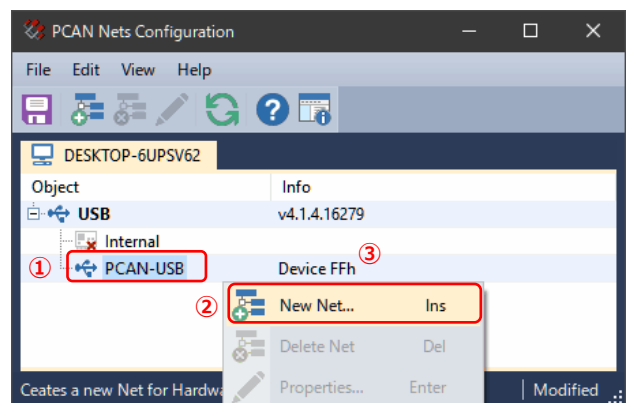 PCAN Nets Configuration
File Edit View Help
DESKTOP-6UPSV62
Object Info
USB v4.1.4.16279
Internal
① PCAN-USB Device FFh ③
② New Net... Ins
Delete Net Del
Properties... Enter
Ceates a new Net for Hardwa Modified